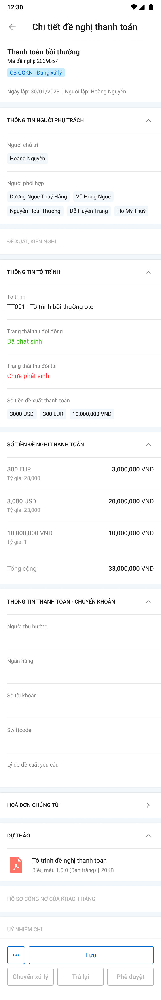 12:30
Chi tiết đề nghị thanh toán
Thanh toán bồi thường
Mã đề nghị: 2039857
CB GQKN - Đang xử lý
Ngày lập: 30/01/2023 | Người lập: Hoàng Nguyễn
THÔNG TIN NGƯỜI PHỤ TRÁCH
Người chủ trì
Hoàng Nguyễn
Người phối hợp
Dương Ngọc Thuý Hằng Võ Hồng Ngọc
Nguyễn Hoài Thương Đỗ Huyền Trang Hồ Mỹ Thuý
ĐỀ XUẤT, KIẾN NGHỊ
THÔNG TIN TỜ TRÌNH
Tờ trình
TT001 - Tờ trình bồi thường oto
Trạng thái thu đòi đồng
Đã phát sinh
Trạng thái thu đòi tái
Chưa phát sinh
Số tiền đề xuất thanh toán
3000 USD 300 EUR 10,000,000 VND
SỐ TIỀN ĐỀ NGHỊ THANH TOÁN
300 EUR 3,000,000 VND
Tỷ giá: 28,000
3,000 USD 20,000,000 VND
Tỷ giá: 23,000
10,000,000 VND 10,000,000 VND
Tỷ giá: 1
Tổng cộng 33,000,000 VND
THÔNG TIN THANH TOÁN - CHUYỂN KHOẢN
Người thụ hưởng
Ngân hàng
Số tài khoản
Swiftcode
Lý do đề xuất yêu cầu
HOÁ ĐƠN CHỨNG TỪ
DỰ THẢO
Tờ trình đề nghị thanh toán
Biểu mẫu 1.0.0 (Bản trắng) | 20KB
HỒ SƠ CÔNG NỢ CỦA KHÁCH HÀNG
UỶ NHIỆM CHI
... Lưu
Chuyển xử lý Trả lại Phê duyệt